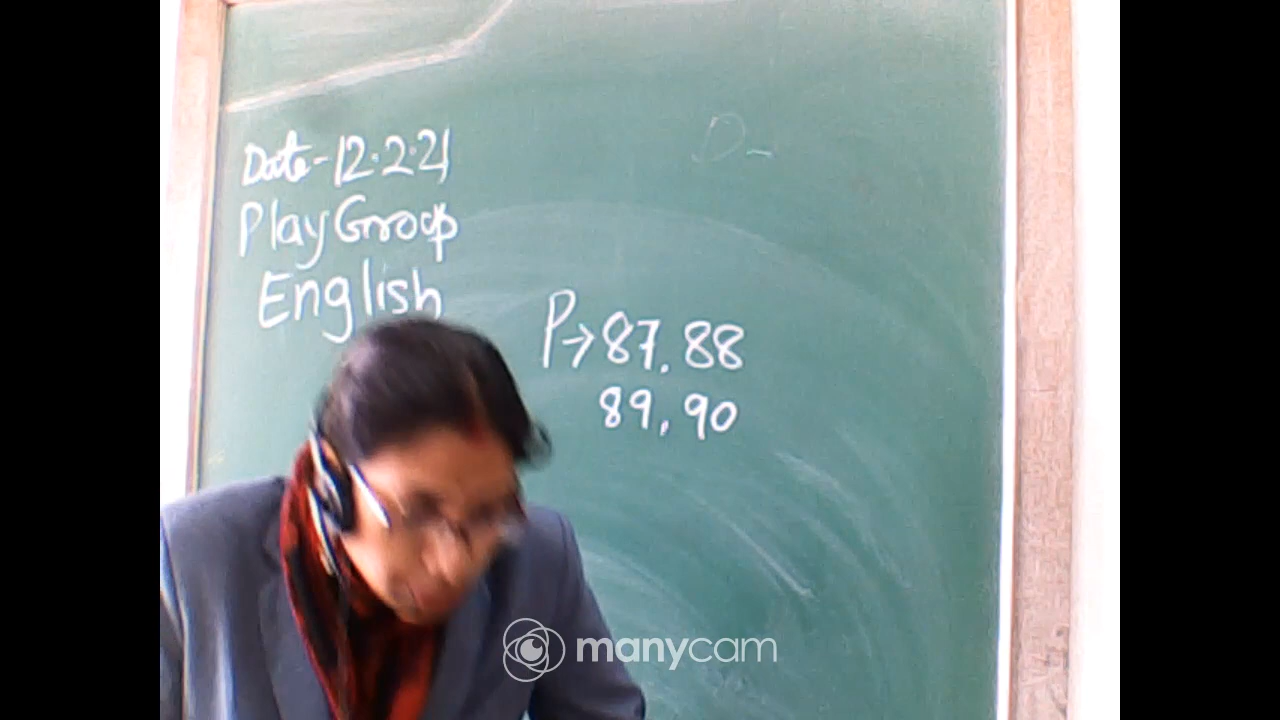 Date-12.2.21
Play Group
English
P→87, 88
89, 90
D-
manycam